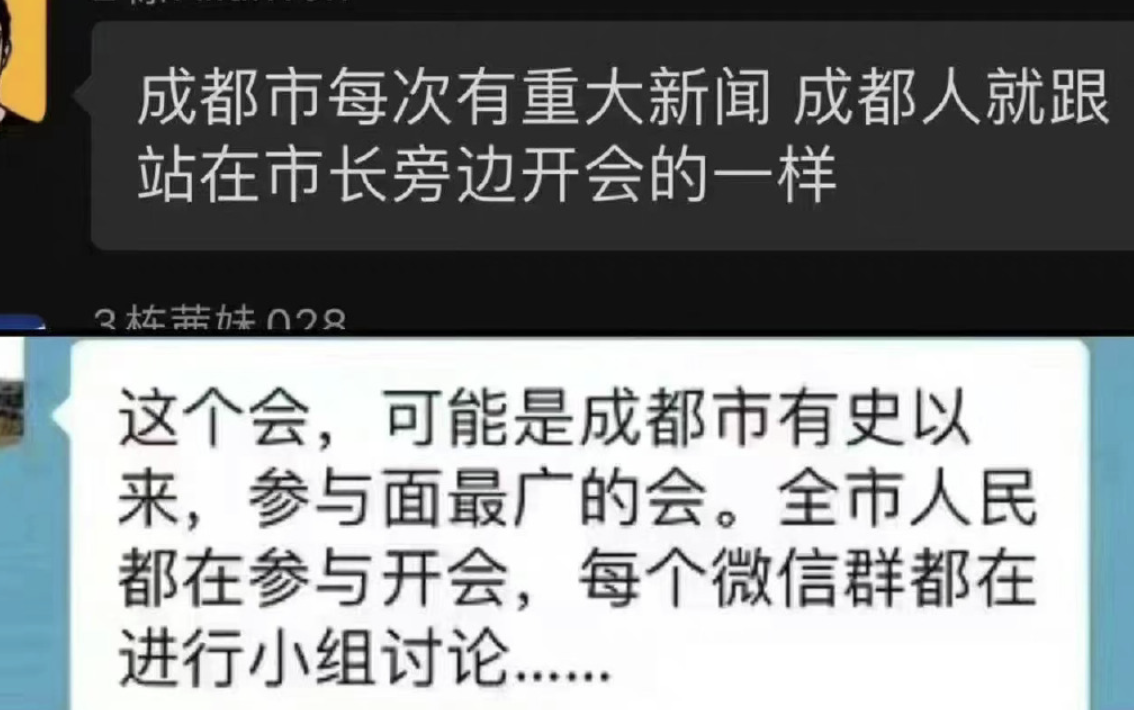 成都市每次有重大新闻 成都人就跟
站在市长旁边开会的一样
3栋茜妹028
这个会，可能是成都市有史以
来，参与面最广的会。全市人民
都在参与开会，每个微信群都在
进行小组讨论......